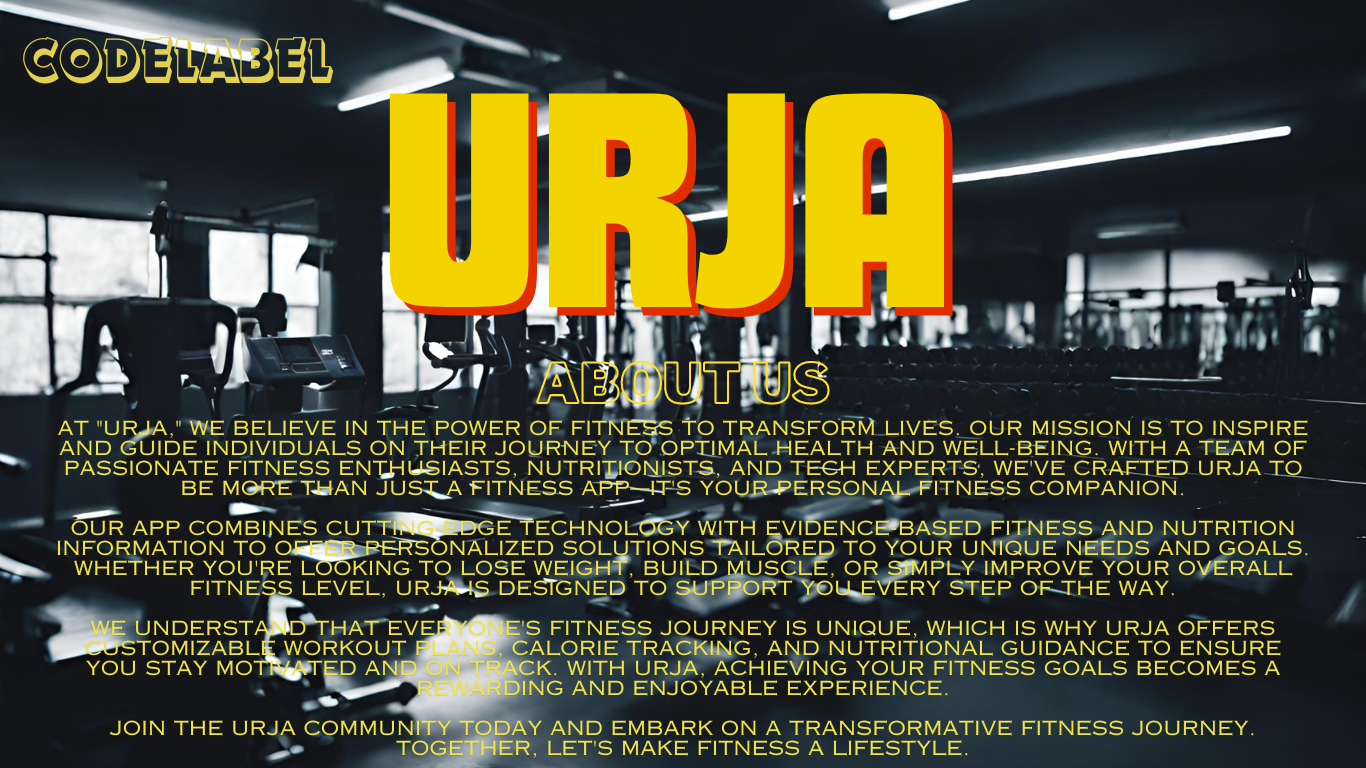 CODELABEL
URJA
ABOUT US
AT "URJA," WE BELIEVE IN THE POWER OF FITNESS TO TRANSFORM LIVES. OUR MISSION IS TO INSPIRE
AND GUIDE INDIVIDUALS ON THEIR JOURNEY TO OPTIMAL HEALTH AND WELL-BEING. WITH A TEAM OF
PASSIONATE FITNESS ENTHUSIASTS, NUTRITIONISTS, AND TECH EXPERTS, WE'VE CRAFTED URJA TO
BE MORE THAN JUST A FITNESS APP—IT'S YOUR PERSONAL FITNESS COMPANION.
OUR APP COMBINES CUTTING-EDGE TECHNOLOGY WITH EVIDENCE-BASED FITNESS AND NUTRITION
INFORMATION TO OFFER PERSONALIZED SOLUTIONS TAILORED TO YOUR UNIQUE NEEDS AND GOALS.
WHETHER YOU'RE LOOKING TO LOSE WEIGHT, BUILD MUSCLE, OR SIMPLY IMPROVE YOUR OVERALL
FITNESS LEVEL, URJA IS DESIGNED TO SUPPORT YOU EVERY STEP OF THE WAY.
WE UNDERSTAND THAT EVERYONE'S FITNESS JOURNEY IS UNIQUE, WHICH IS WHY URJA OFFERS
CUSTOMIZABLE WORKOUT PLANS, CALORIE TRACKING, AND NUTRITIONAL GUIDANCE TO ENSURE
YOU STAY MOTIVATED AND ON TRACK. WITH URJA, ACHIEVING YOUR FITNESS GOALS BECOMES A
REWARDING AND ENJOYABLE EXPERIENCE.
JOIN THE URJA COMMUNITY TODAY AND EMBARK ON A TRANSFORMATIVE FITNESS JOURNEY.
TOGETHER, LET'S MAKE FITNESS A LIFESTYLE.